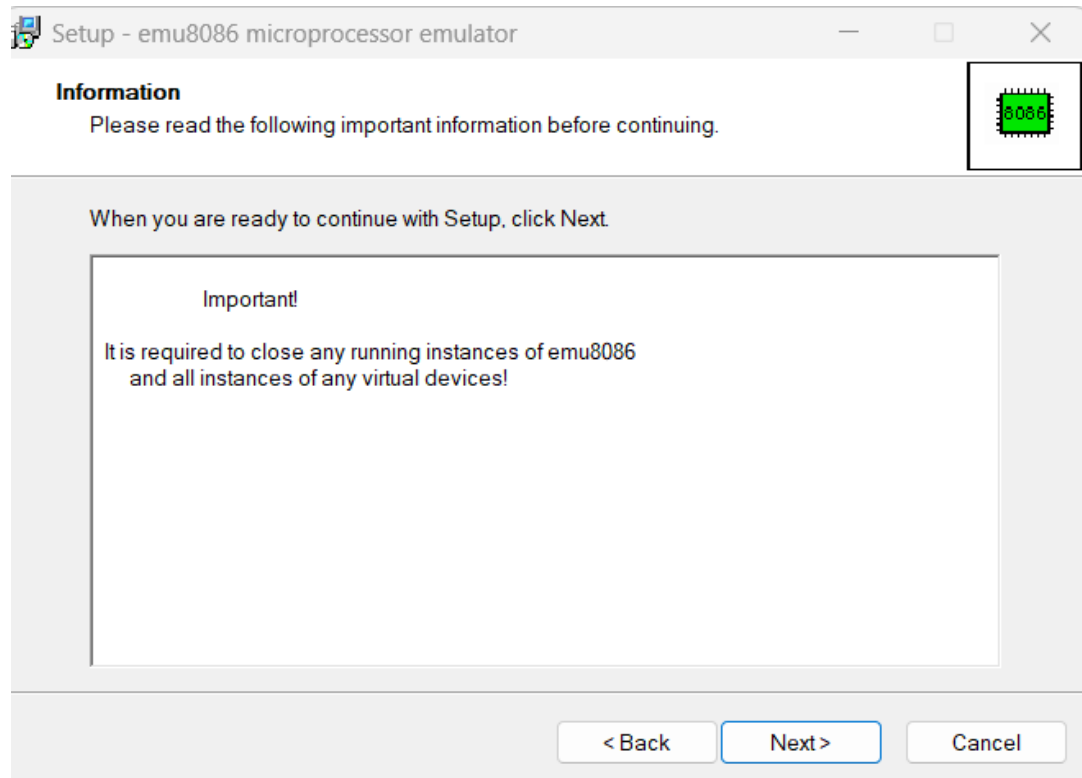 Setup - emu8086 microprocessor emulator
Information
Please read the following important information before continuing.
8086
When you are ready to continue with Setup, click Next.
Important!
It is required to close any running instances of emu8086
and all instances of any virtual devices!
< Back
Next >
Cancel